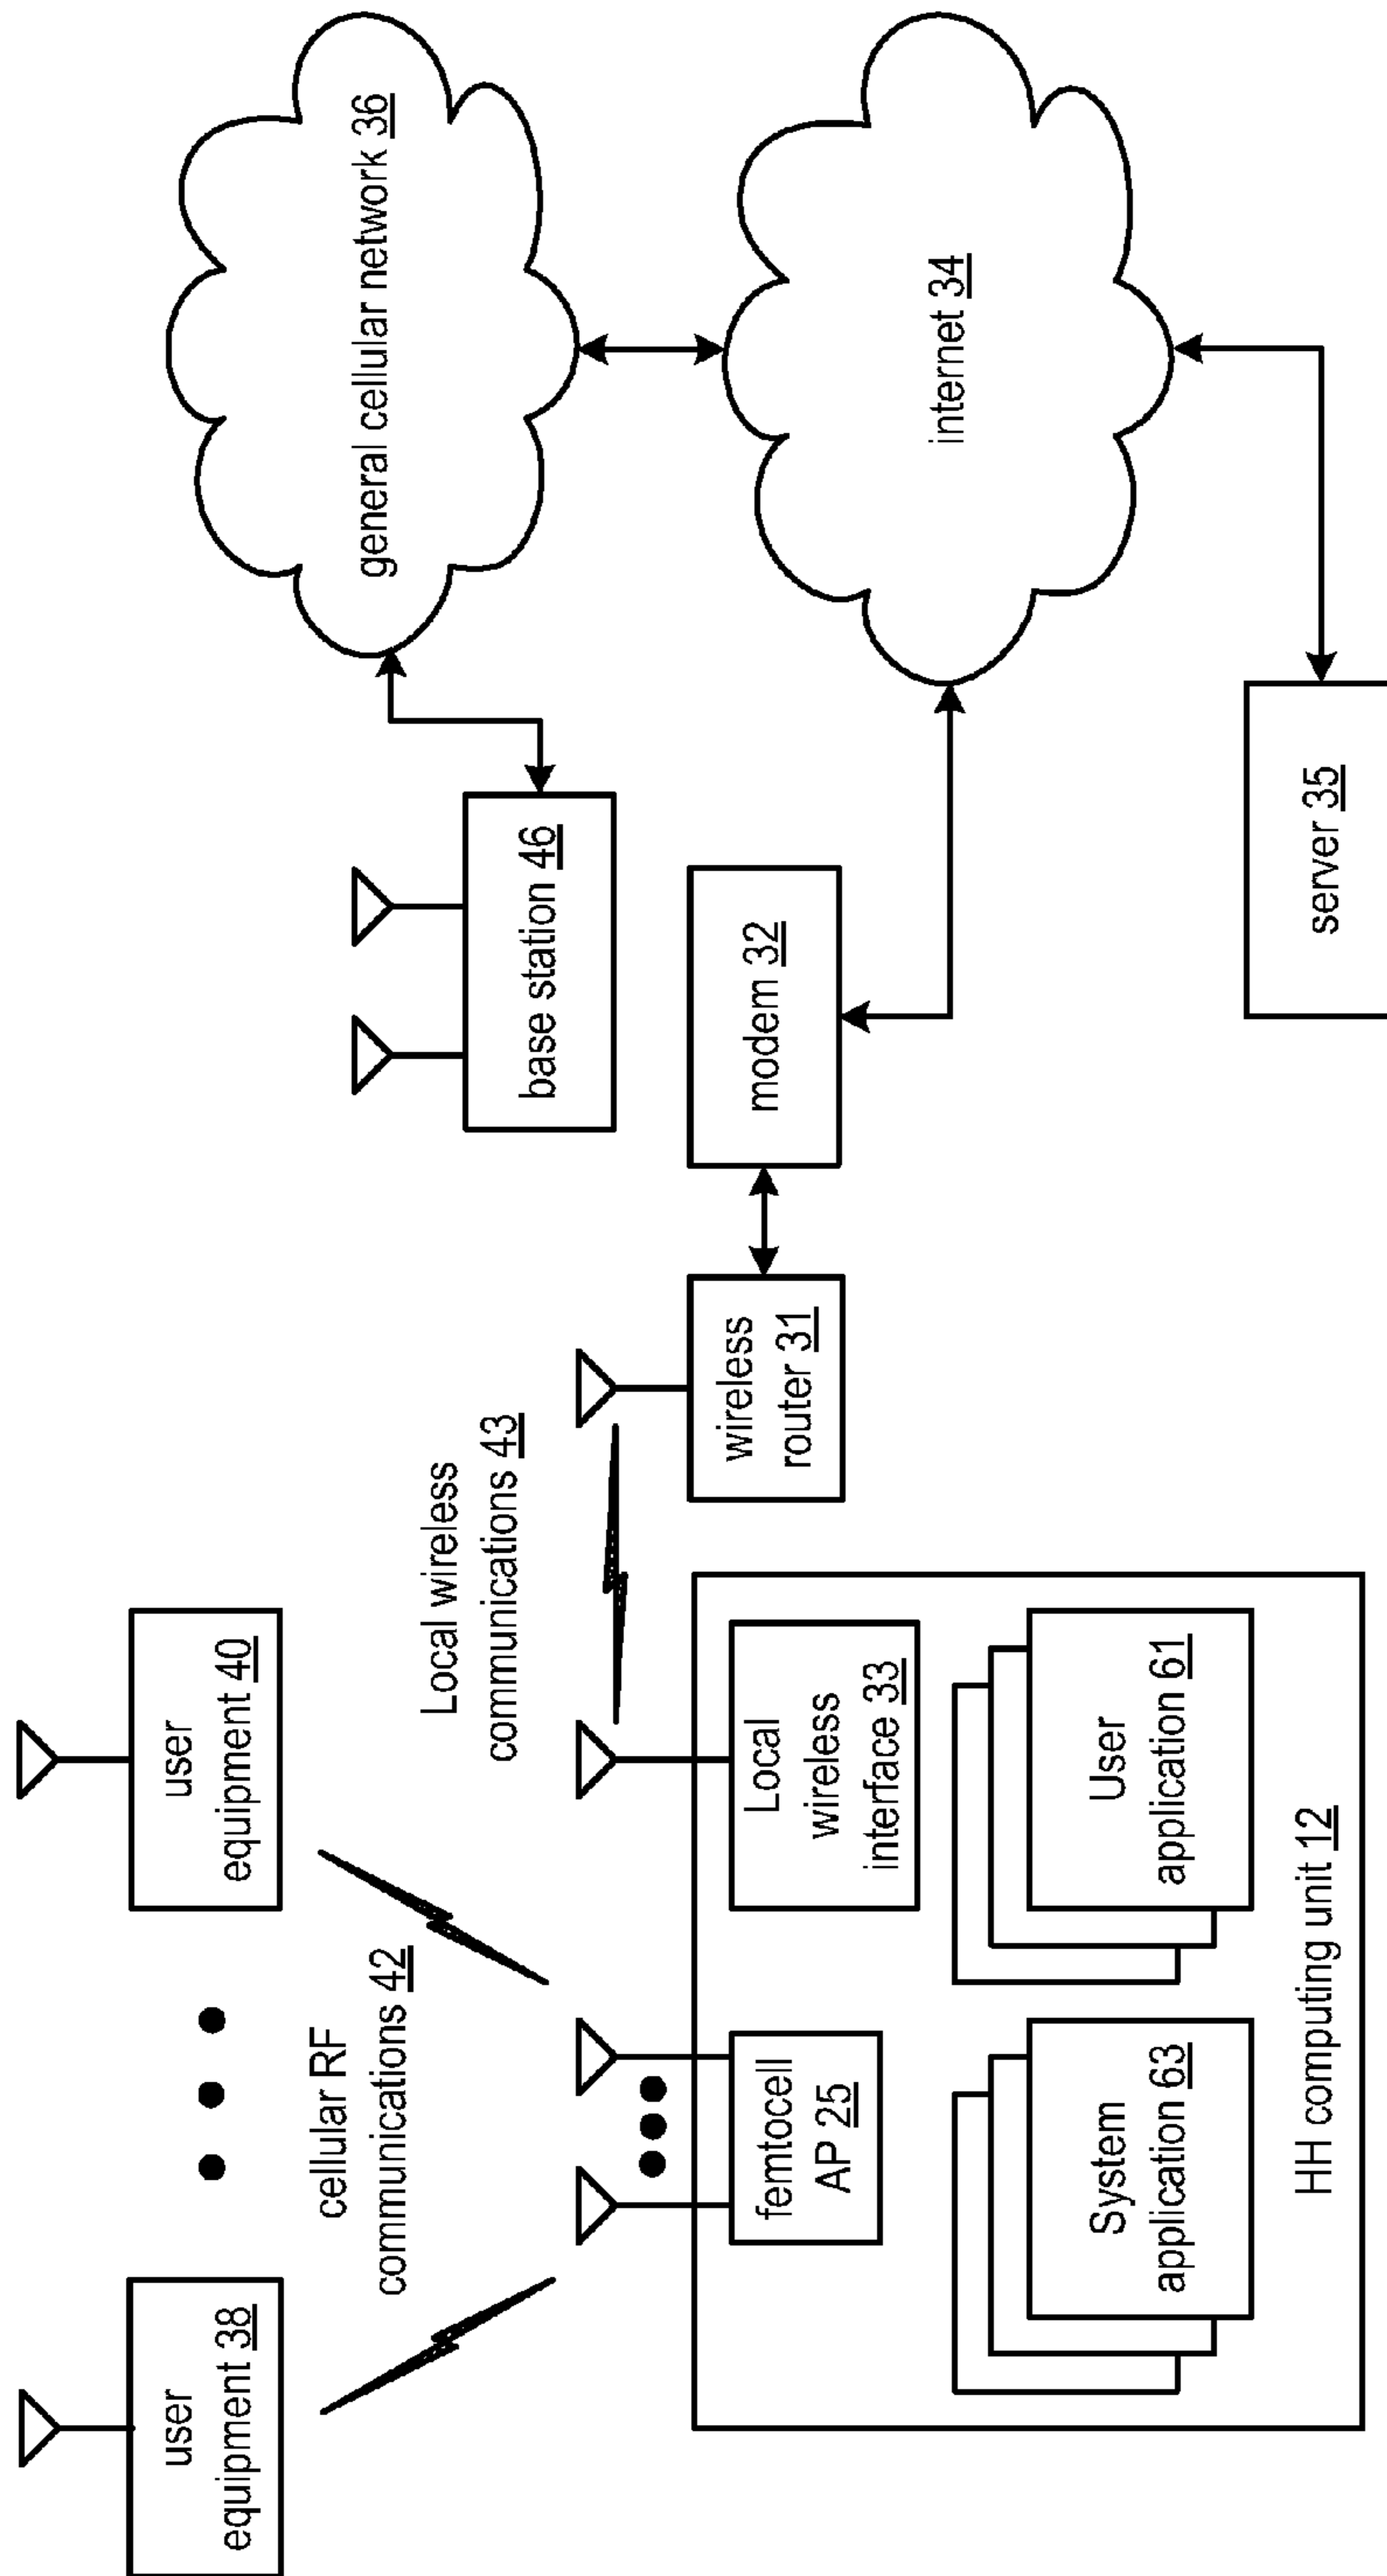 user
equipment 38
user
equipment 40
cellular RF
communications 42
Local wireless
communications 43
general cellular network 36
base station 46
femtocell
AP 25
Local
wireless
interface 33
wireless
router 31
modem 32
internet 34
System
application 63
User
application 61
HH computing unit 12
server 35